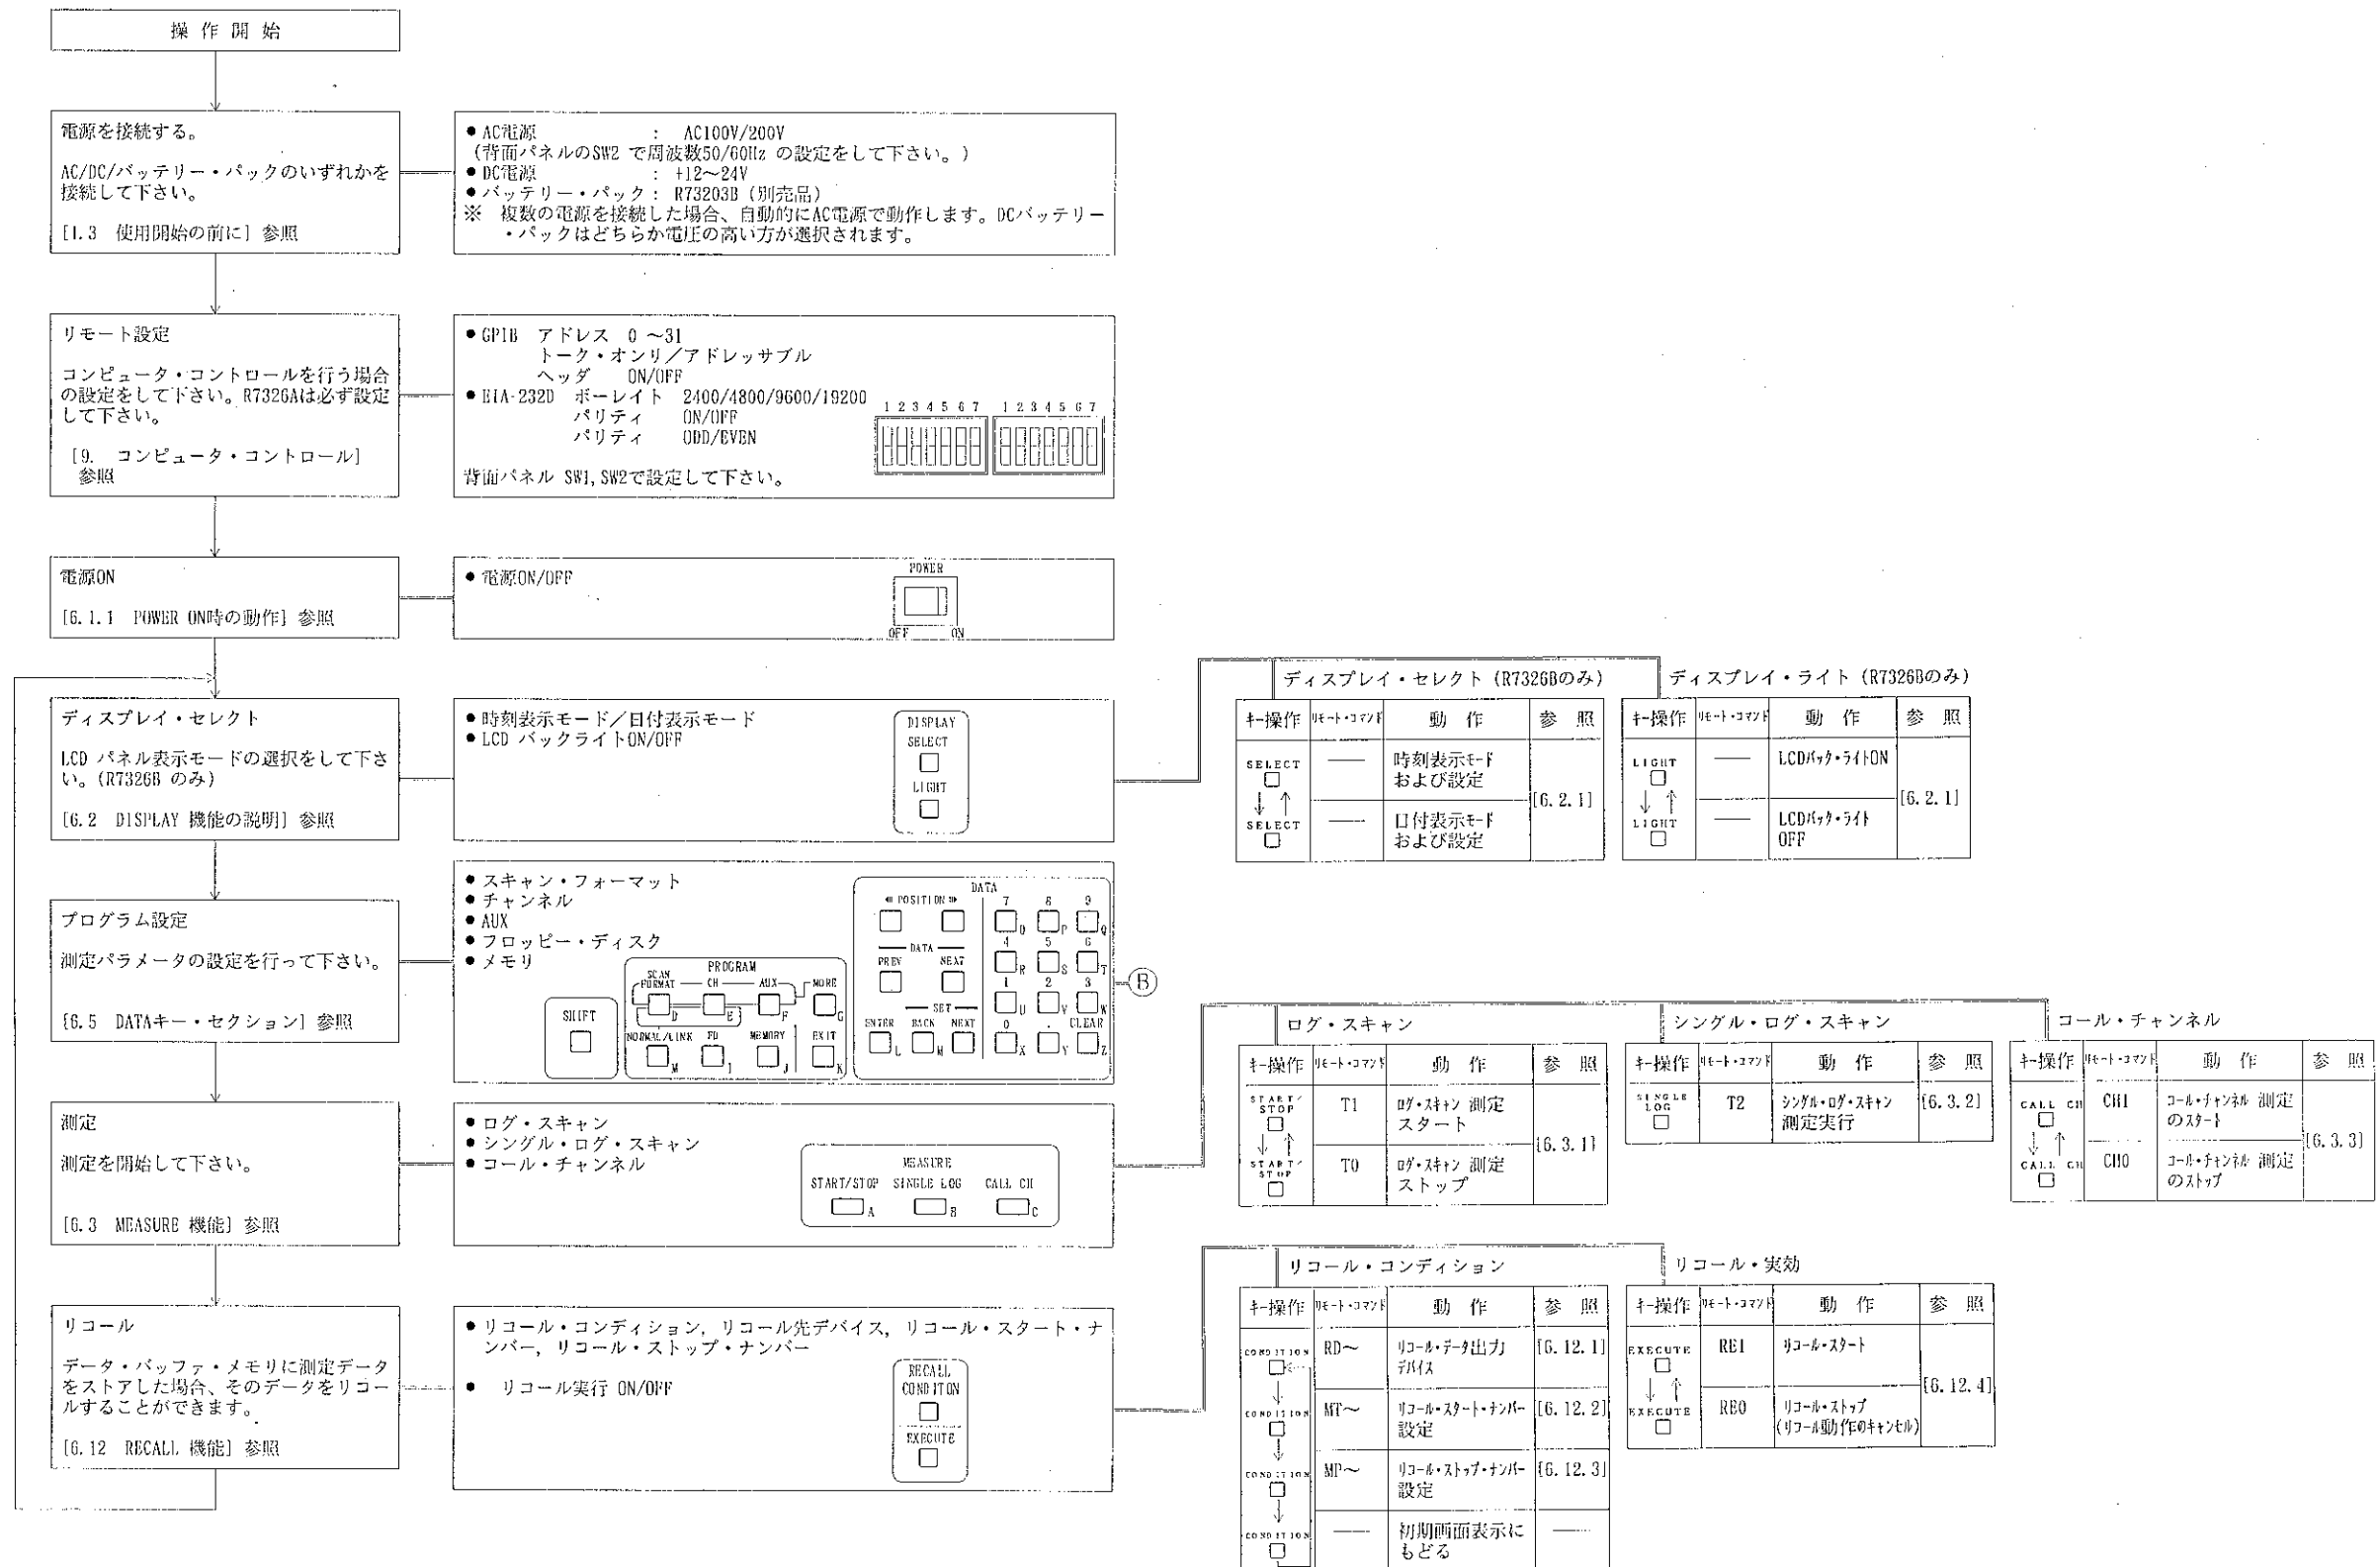 操作開始
電源を接続する。
AC/DC/バッテリー・パックのいずれかを
接続して下さい。
[1.3 使用開始の前に] 参照
● AC電源 : AC100V/200V
(背面パネルのSW2 で周波数50/60Hz の設定をして下さい。)
● DC電源 : +12～24V
● バッテリー・パック : R73203B (別売品)
※ 複数の電源を接続した場合、自動的にAC電源で動作します。DCバッテリー
・パックはどちらか電圧の高い方が選択されます。
リモート設定
コンピュータ・コントロールを行う場合
の設定をして下さい。R7326Aは必ず設定
して下さい。
[9. コンピュータ・コントロール]
参照
● GPIB アドレス 0 ～31
トーク・オンリ／アドレッサブル
ヘッダ ON/OFF
● EIA-232D ボーレイト 2400/4800/9600/19200
パリティ ON/OFF
パリティ ODD/EVEN
1 2 3 4 5 6 7 1 2 3 4 5 6 7
背面パネル SW1, SW2で設定して下さい。
電源ON
[6.1.1 POWER ON時の動作] 参照
● 電源ON/OFF
POWER
OFF ON
ディスプレイ・セレクト
LCD パネル表示モードの選択をして下さ
い。(R7326B のみ)
[6.2 DISPLAY 機能の説明] 参照
● 時刻表示モード／日付表示モード
● LCD バックライトON/OFF
DISPLAY
SELECT
LIGHT
ディスプレイ・セレクト (R7326Bのみ)
キー操作 リモート・コマンド 動作 参照
SELECT ― 時刻表示モード
および設定
[6.2.1]
SELECT ― 日付表示モード
および設定
ディスプレイ・ライト (R7326Bのみ)
キー操作 リモート・コマンド 動作 参照
LIGHT ― LCDバック・ライトON
[6.2.1]
LIGHT ― LCDバック・ライト
OFF
プログラム設定
測定パラメータの設定を行って下さい。
[6.5 DATAキー・セクション] 参照
● スキャン・フォーマット
● チャンネル
● AUX
● フロッピー・ディスク
● メモリ
SHIFT
PROGRAM
SCAN
FORMAT CH AUX MORE
D E F G
NORMAL/LINK FD MEMORY EXIT
M I J K
DATA
POSITION 7 8 9
O P Q
DATA 4 5 6
PREV NEXT R S T
1 2 3
SET U V W
ENTER BACK NEXT 0 . CLEAR
L M X Y Z
B
測定
測定を開始して下さい。
[6.3 MEASURE 機能] 参照
● ログ・スキャン
● シングル・ログ・スキャン
● コール・チャンネル
MEASURE
START/STOP SINGLE LOG CALL CH
A B C
ログ・スキャン
キー操作 リモート・コマンド 動作 参照
START/
STOP T1 ログ・スキャン 測定
スタート
[6.3.1]
START/
STOP T0 ログ・スキャン 測定
ストップ
シングル・ログ・スキャン
キー操作 リモート・コマンド 動作 参照
SINGLE
LOG T2 シングル・ログ・スキャン
測定実行 [6.3.2]
コール・チャンネル
キー操作 リモート・コマンド 動作 参照
CALL CH CH1 コール・チャンネル 測定
のスタート
[6.3.3]
CALL CH CH0 コール・チャンネル 測定
のストップ
リコール
データ・バッファ・メモリに測定データ
をストアした場合、そのデータをリコー
ルすることができます。
[6.12 RECALL 機能] 参照
● リコール・コンディション, リコール先デバイス, リコール・スタート・ナ
ンバー, リコール・ストップ・ナンバー
● リコール実行 ON/OFF
RECALL
CONDITON
EXECUTE
リコール・コンディション
キー操作 リモート・コマンド 動作 参照
CONDITION RD～ リコール・データ出力
デバイス [6.12.1]
CONDITION MT～ リコール・スタート・ナンバー
設定 [6.12.2]
CONDITION MP～ リコール・ストップ・ナンバー
設定 [6.12.3]
CONDITION ― 初期画面表示に
もどる ―
リコール・実効
キー操作 リモート・コマンド 動作 参照
EXECUTE RE1 リコール・スタート
[6.12.4]
EXECUTE RE0 リコール・ストップ
(リコール動作のキャンセル)